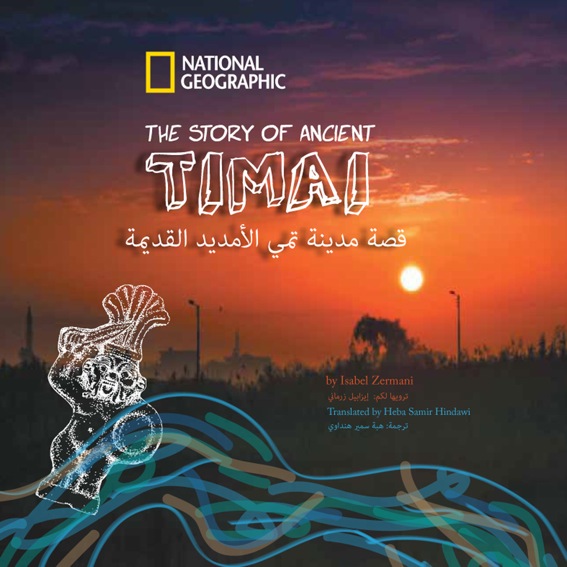 NATIONAL
GEOGRAPHIC
THE STORY OF ANCIENT
TIMAI
قصة مدينة تمي الأمديد القديمة
by Isabel Zermani
ترويها لكم: إيزابيل زرماني
Translated by Heba Samir Hindawi
ترجمة: هبة سمير هنداوي